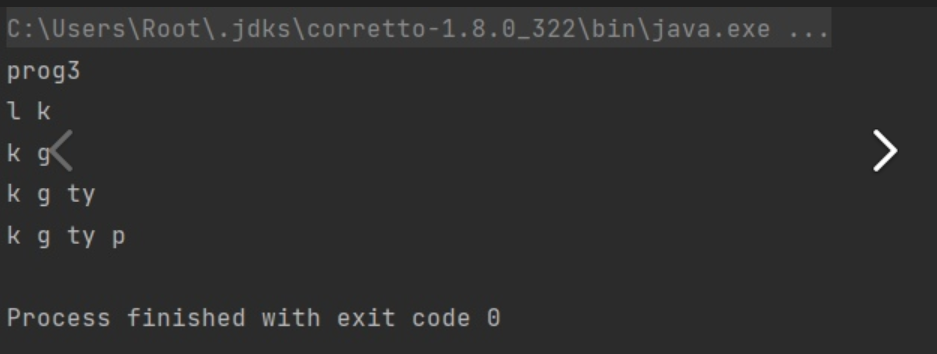 C:\Users\Root\.jdks\corretto-1.8.0_322\bin\java.exe ...
prog3
l k
k g
k g ty
k g ty p
Process finished with exit code 0